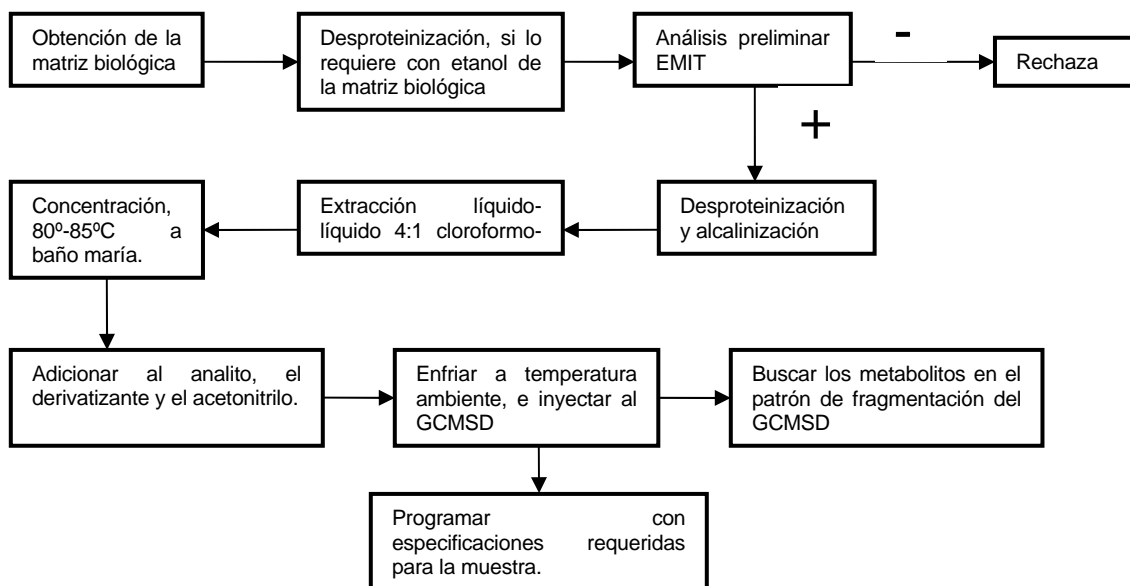 Obtención de la
matriz biológica
Desproteinización, si lo
requiere con etanol de
la matriz biológica
Análisis preliminar
EMIT
-
Rechaza
+
Desproteinización
y alcalinización
Extracción líquido-
líquido 4:1 cloroformo-
Concentración,
80º-85ºC a
baño maría.
Adicionar al analito, el
derivatizante y el acetonitrilo.
Enfriar a temperatura
ambiente, e inyectar al
GCMSD
Buscar los metabolitos en el
patrón de fragmentación del
GCMSD
Programar con
especificaciones requeridas
para la muestra.